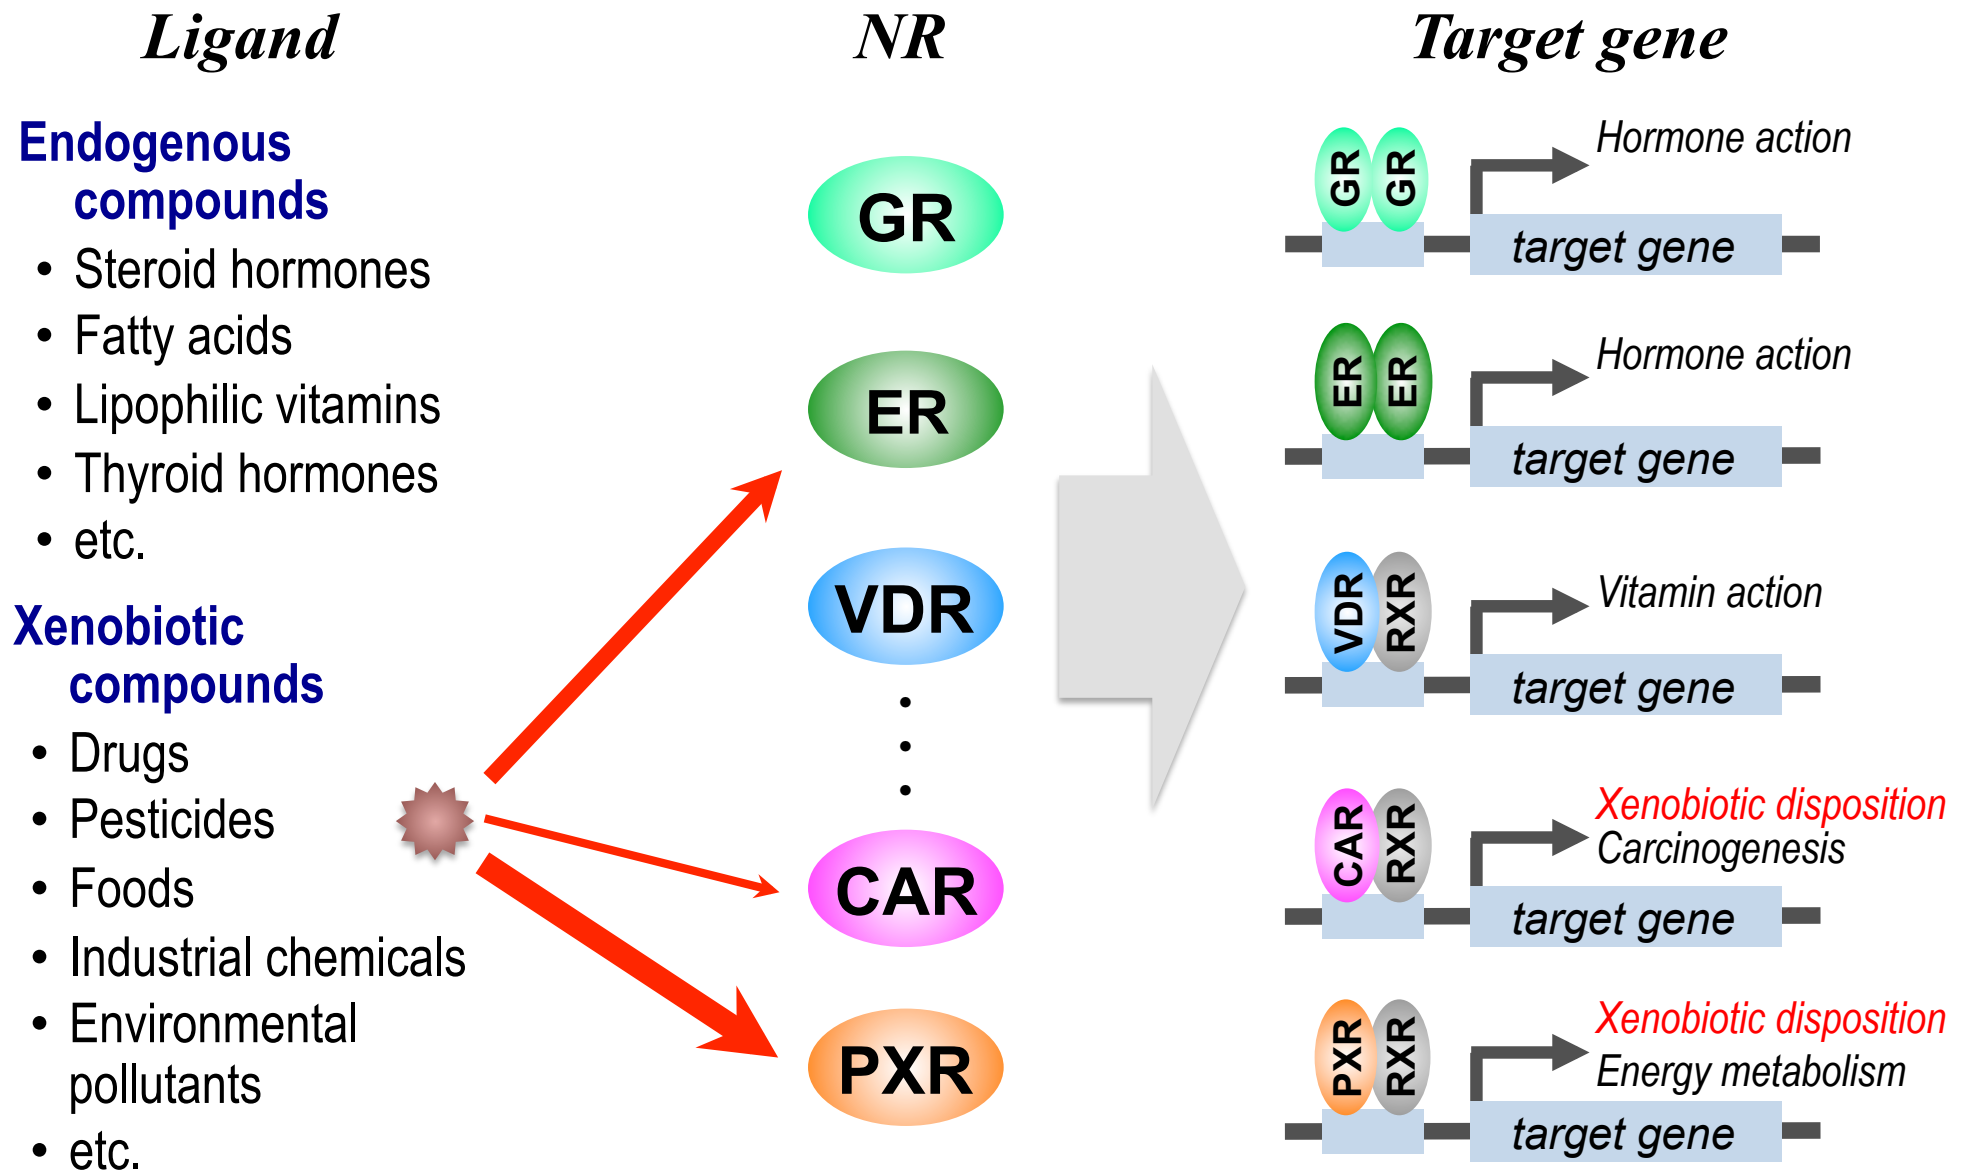 Ligand
NR
Target gene
Endogenous
compounds
• Steroid hormones
• Fatty acids
• Lipophilic vitamins
• Thyroid hormones
• etc.
Xenobiotic
compounds
• Drugs
• Pesticides
• Foods
• Industrial chemicals
• Environmental
pollutants
• etc.
GR
ER
VDR
CAR
PXR
GR GR
Hormone action
target gene
ER ER
Hormone action
target gene
VDR RXR
Vitamin action
target gene
CAR RXR
Xenobiotic disposition
Carcinogenesis
target gene
PXR RXR
Xenobiotic disposition
Energy metabolism
target gene